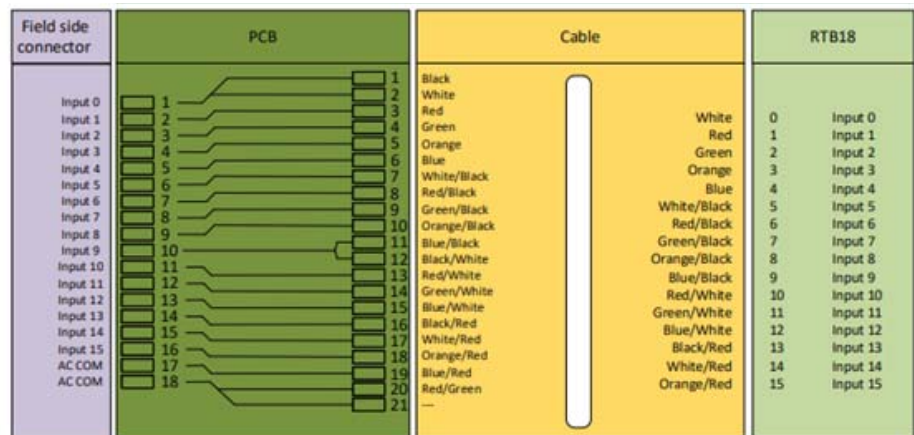 Field side connector PCB Cable RTB18
1 Black
2 White
Input 0 1 3 Red White 0 Input 0
Input 1 2 4 Green Red 1 Input 1
Input 2 3 5 Orange Green 2 Input 2
Input 3 4 6 Blue Orange 3 Input 3
Input 4 5 7 White/Black Blue 4 Input 4
Input 5 6 8 Red/Black White/Black 5 Input 5
Input 6 7 9 Green/Black Red/Black 6 Input 6
Input 7 8 10 Orange/Black Green/Black 7 Input 7
Input 8 9 11 Blue/Black Orange/Black 8 Input 8
Input 9 10 12 Black/White Blue/Black 9 Input 9
Input 10 11 13 Red/White Red/White 10 Input 10
Input 11 12 14 Green/White Green/White 11 Input 11
Input 12 13 15 Blue/White Blue/White 12 Input 12
Input 13 14 16 Black/Red Black/Red 13 Input 13
Input 14 15 17 White/Red White/Red 14 Input 14
Input 15 16 18 Orange/Red Orange/Red 15 Input 15
AC COM 17 19 Blue/Red
AC COM 18 20 Red/Green
21 ---